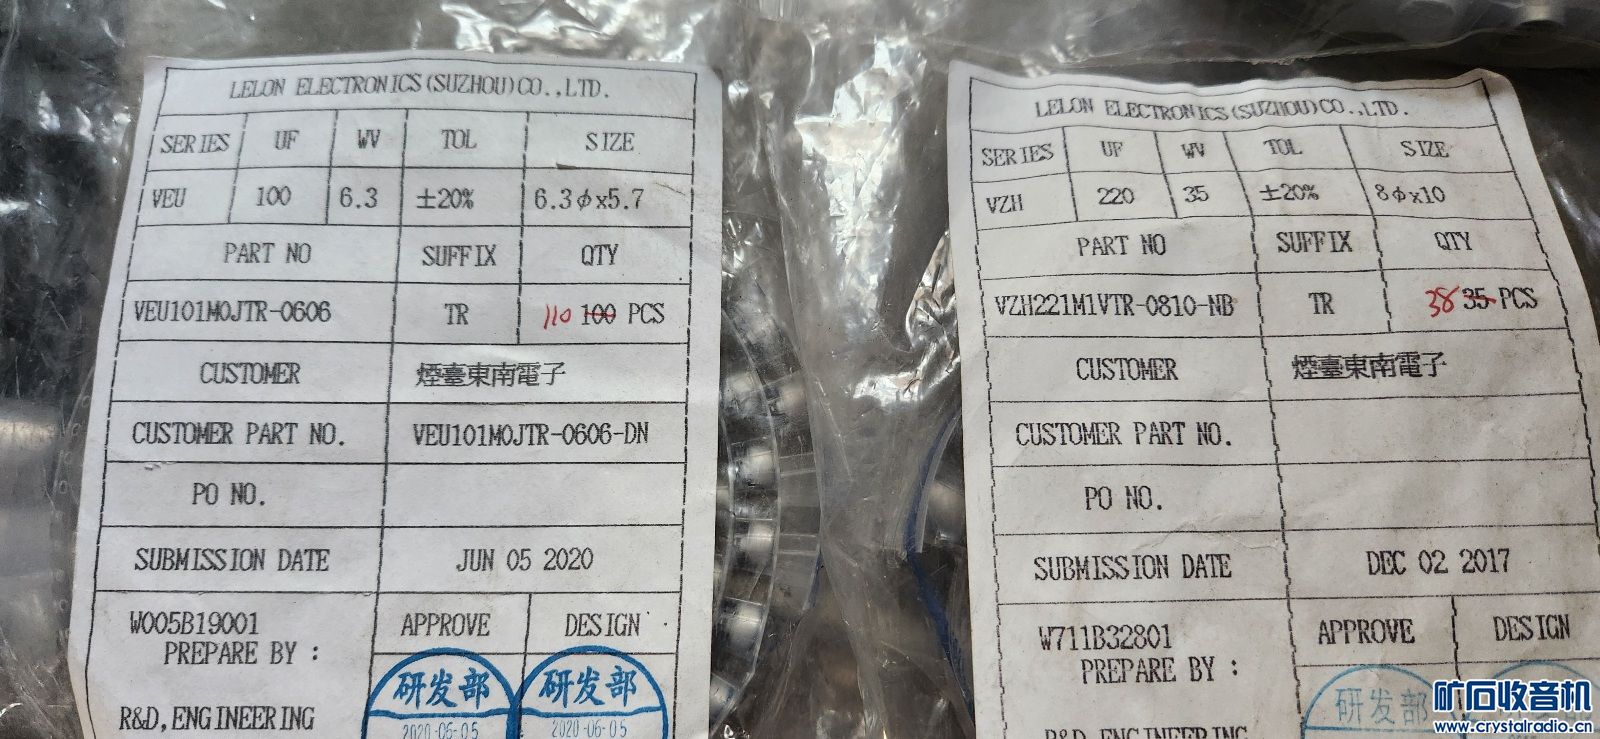 LELON ELECTRONICS(SUZHOU)CO.,LTD.
SERIES UF WV TOL SIZE
VEU 100 6.3 ±20% 6.3φx5.7
PART NO SUFFIX QTY
VEU101M0JTR-0606 TR 110 100 PCS
CUSTOMER 煙臺東南電子
CUSTOMER PART NO. VEU101M0JTR-0606-DN
PO NO.
SUBMISSION DATE JUN 05 2020
W005B19001 APPROVE DESIGN
PREPARE BY :
研发部 研发部
R&D,ENGINEERING
2020-06-05 2020-06-05
LELON ELECTRONICS(SUZHOU)CO.,LTD.
SERIES UF WV TOL SIZE
VZH 220 35 ±20% 8φx10
PART NO SUFFIX QTY
VZH221M1VTR-0810-NB TR 38 35 PCS
CUSTOMER 煙臺東南電子
CUSTOMER PART NO.
PO NO.
SUBMISSION DATE DEC 02 2017
W711B32801 APPROVE DESIGN
PREPARE BY :
研发部
R&D,ENGINEERING
矿石收音机
www.crystalradio.cn